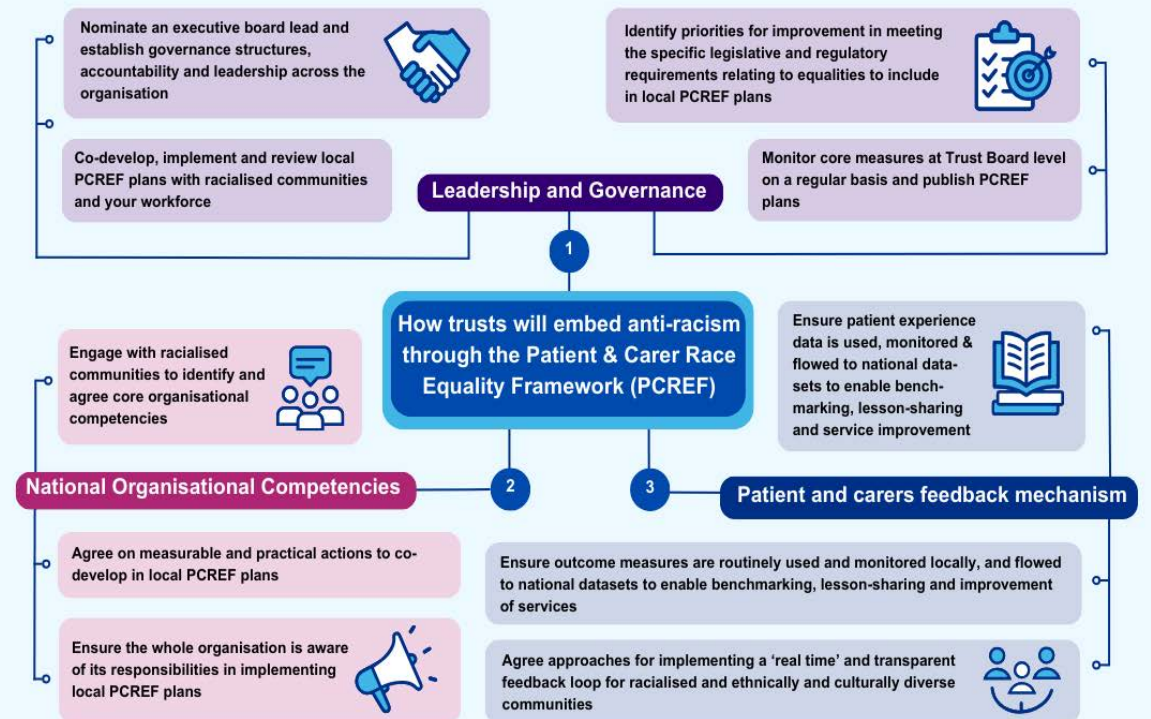 Nominate an executive board lead and
establish governance structures,
accountability and leadership across the
organisation
Co-develop, implement and review local
PCREF plans with racialised communities
and your workforce
Identify priorities for improvement in meeting
the specific legislative and regulatory
requirements relating to equalities to include
in local PCREF plans
Monitor core measures at Trust Board level
on a regular basis and publish PCREF
plans
Leadership and Governance
1
How trusts will embed anti-racism
through the Patient & Carer Race
Equality Framework (PCREF)
Engage with racialised
communities to identify and
agree core organisational
competencies
National Organisational Competencies
2
Agree on measurable and practical actions to co-
develop in local PCREF plans
Ensure the whole organisation is aware
of its responsibilities in implementing
local PCREF plans
Ensure patient experience
data is used, monitored &
flowed to national data-
sets to enable bench-
marking, lesson-sharing
and service improvement
3
Patient and carers feedback mechanism
Ensure outcome measures are routinely used and monitored locally, and flowed
to national datasets to enable benchmarking, lesson-sharing and improvement
of services
Agree approaches for implementing a ‘real time’ and transparent
feedback loop for racialised and ethnically and culturally diverse
communities